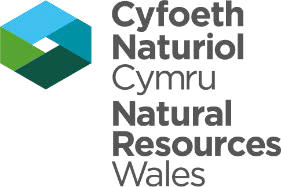 Cyfoeth
Naturiol
Cymru
Natural
Resources
Wales